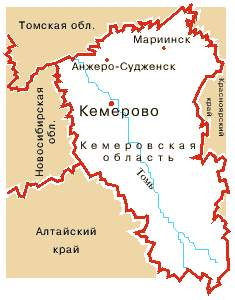 Томская обл.
Мариинск
Анжеро-Судженск
Красноярский
край
Новосибирская
обл.
Кемерово
Кемеровская
область
Томь
Алтайский
край